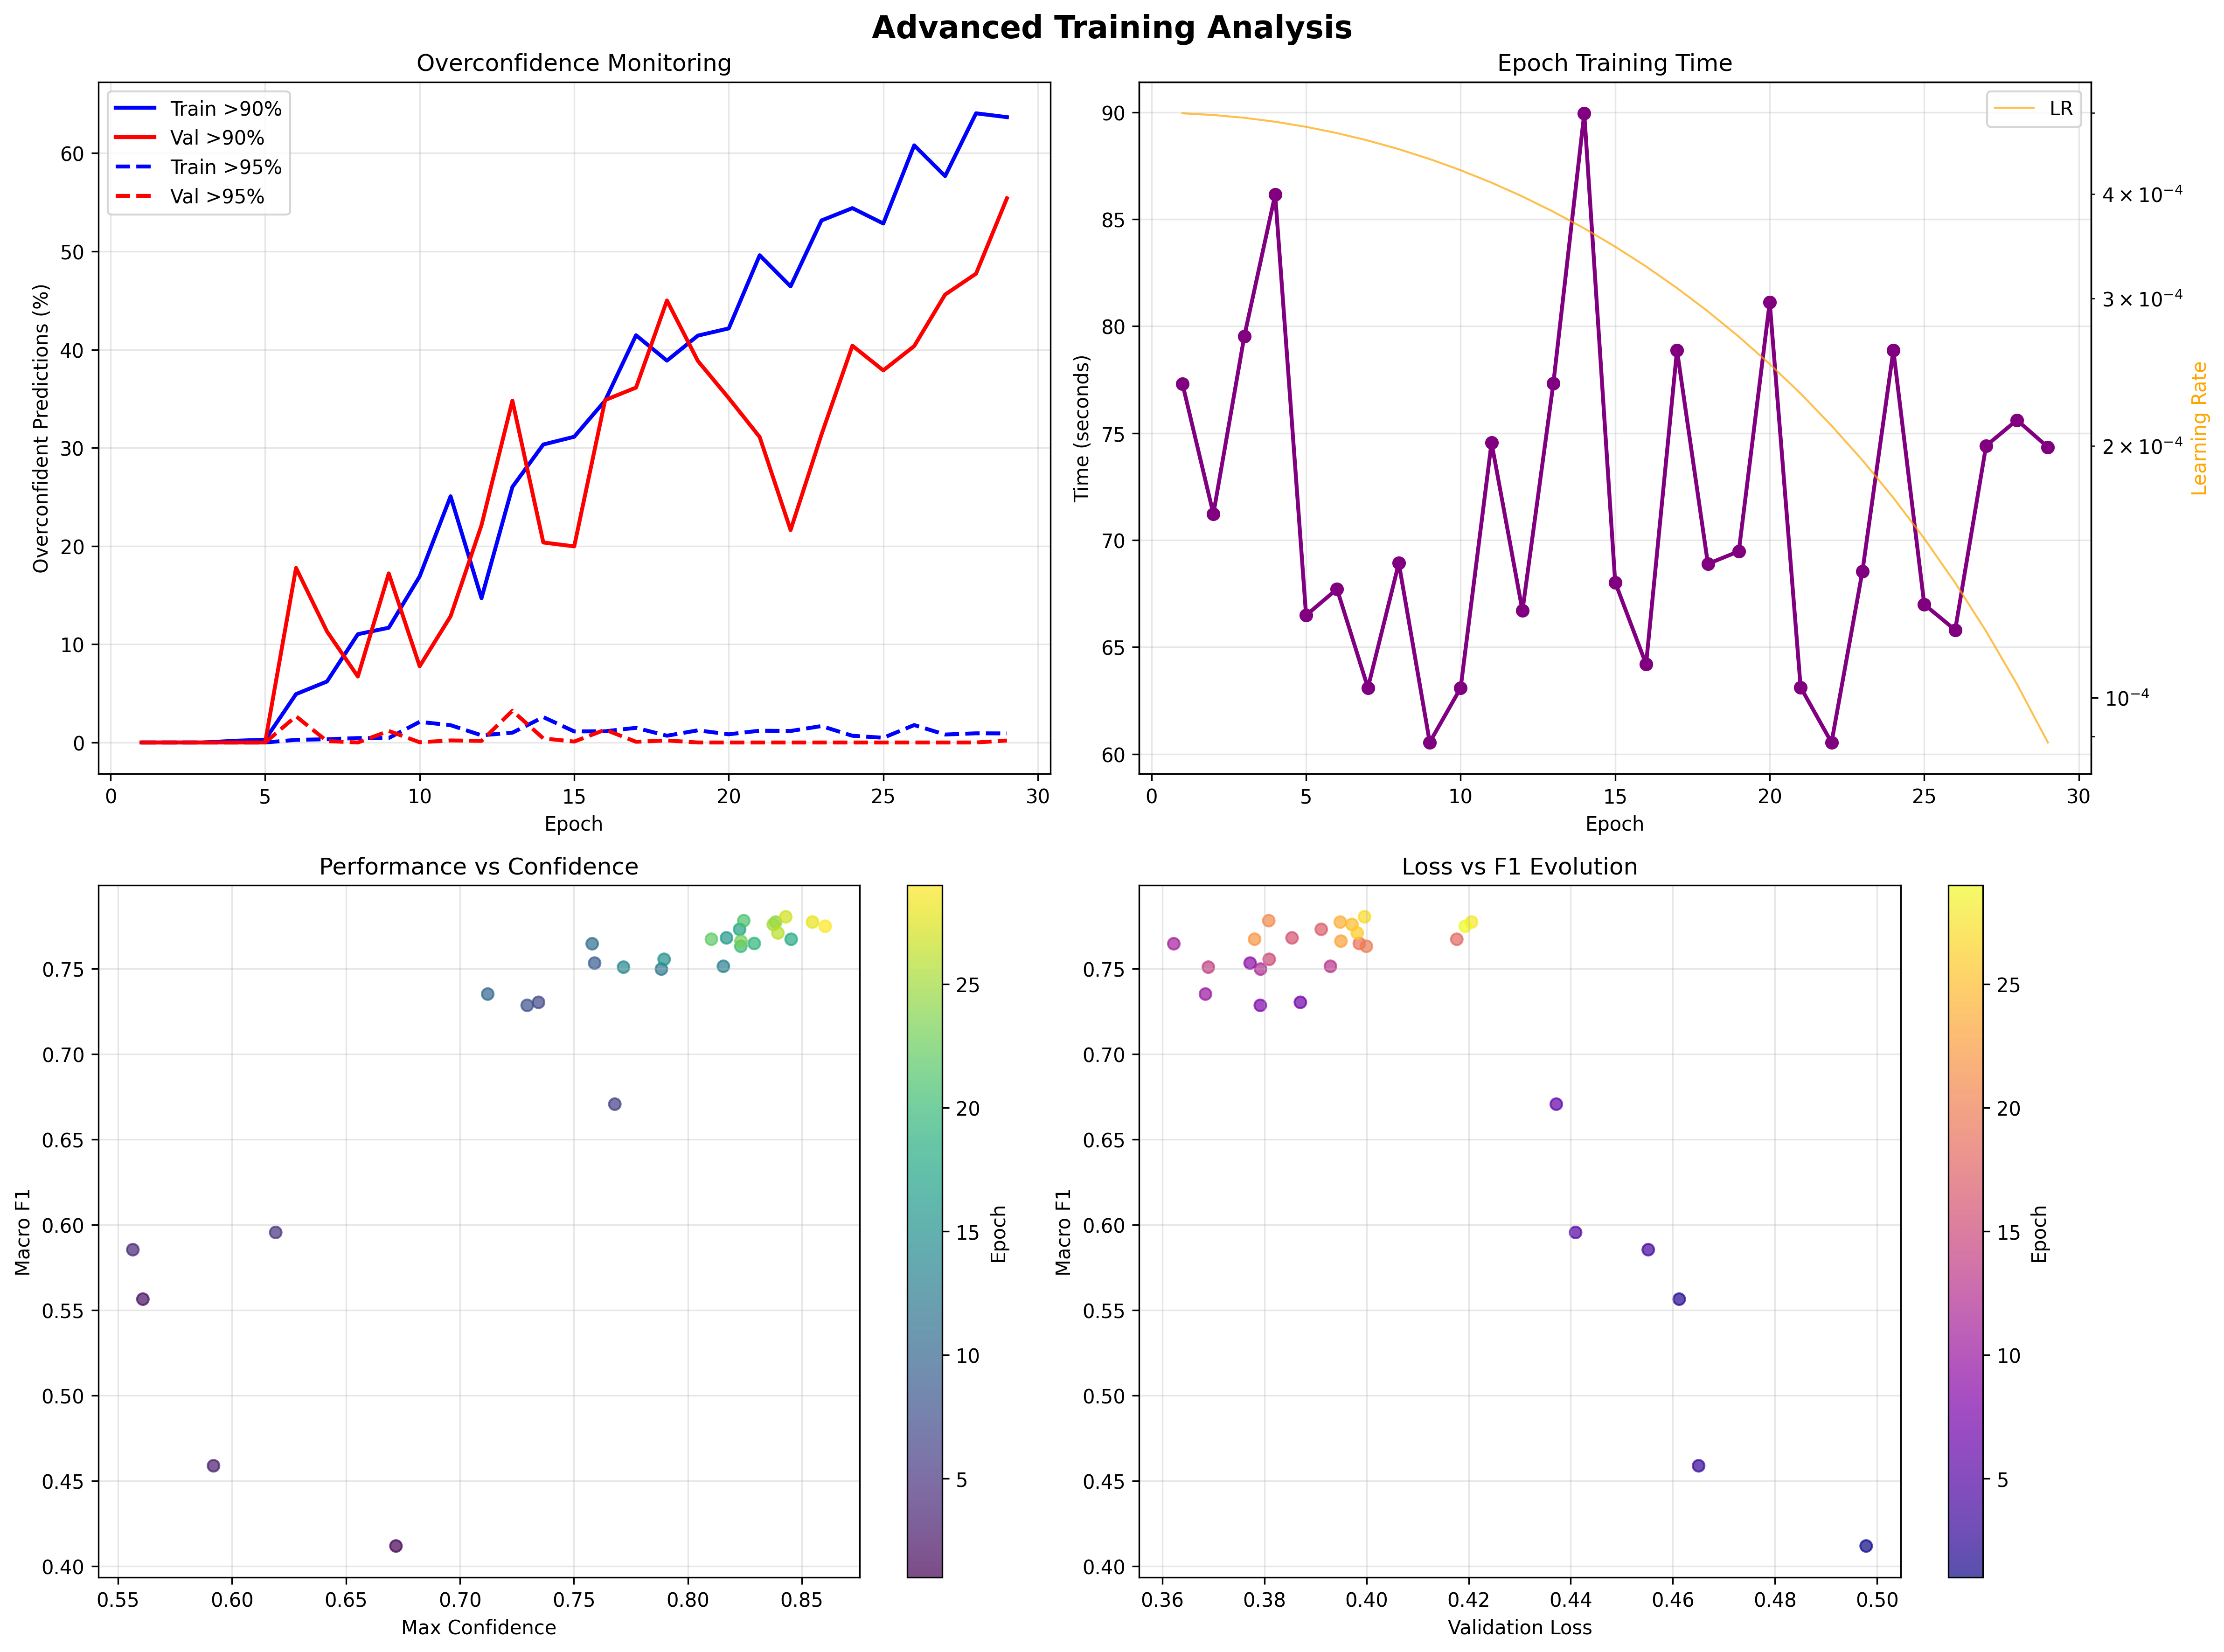 Advanced Training Analysis
Overconfidence Monitoring
Train >90%
Val >90%
Train >95%
Val >95%
Overconfident Predictions (%)
60
50
40
30
20
10
0
0 5 10 15 20 25 30
Epoch
Epoch Training Time
LR
Time (seconds)
90
85
80
75
70
65
60
0 5 10 15 20 25 30
Epoch
4 × 10⁻⁴
3 × 10⁻⁴
2 × 10⁻⁴
10⁻⁴
Learning Rate
Performance vs Confidence
Macro F1
0.75
0.70
0.65
0.60
0.55
0.50
0.45
0.40
0.55 0.60 0.65 0.70 0.75 0.80 0.85
Max Confidence
25
20
15
10
5
Epoch
Loss vs F1 Evolution
Macro F1
0.75
0.70
0.65
0.60
0.55
0.50
0.45
0.40
0.36 0.38 0.40 0.42 0.44 0.46 0.48 0.50
Validation Loss
25
20
15
10
5
Epoch